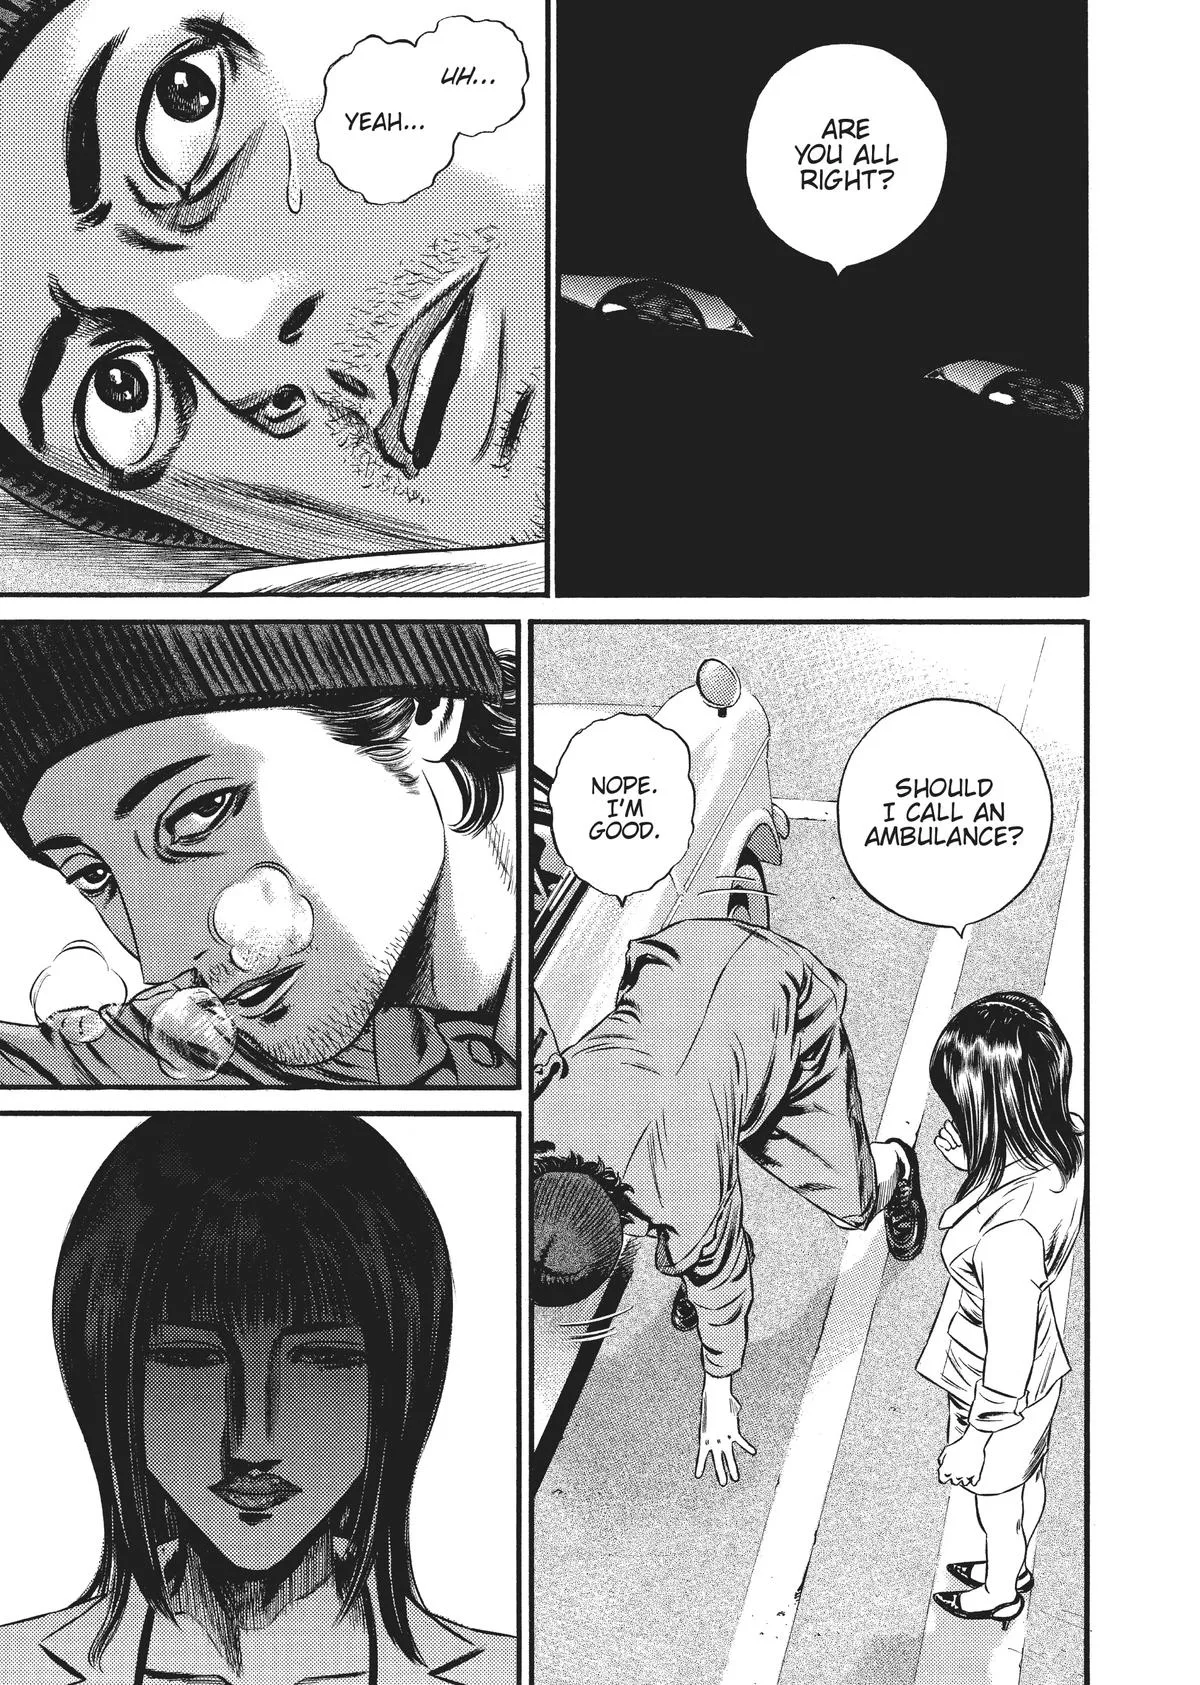 ARE
YOU ALL
RIGHT?
UH...
YEAH...
SHOULD
I CALL AN
AMBULANCE?
NOPE.
I'M
GOOD.